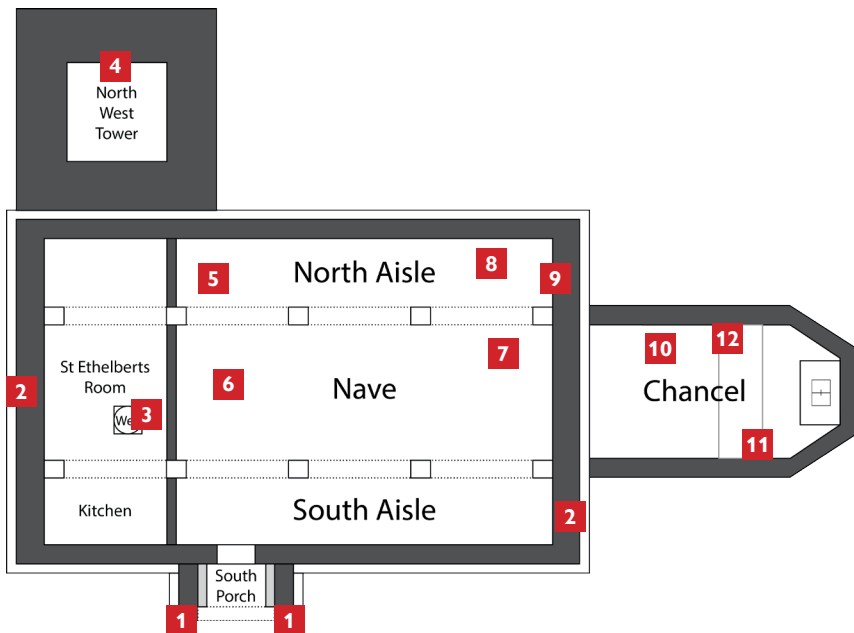 4
North
West
Tower
5
North Aisle
8
9
St Ethelberts
Room
2
We
3
6
Nave
7
10
12
Chancel
11
Kitchen
South Aisle
2
South
Porch
1
1